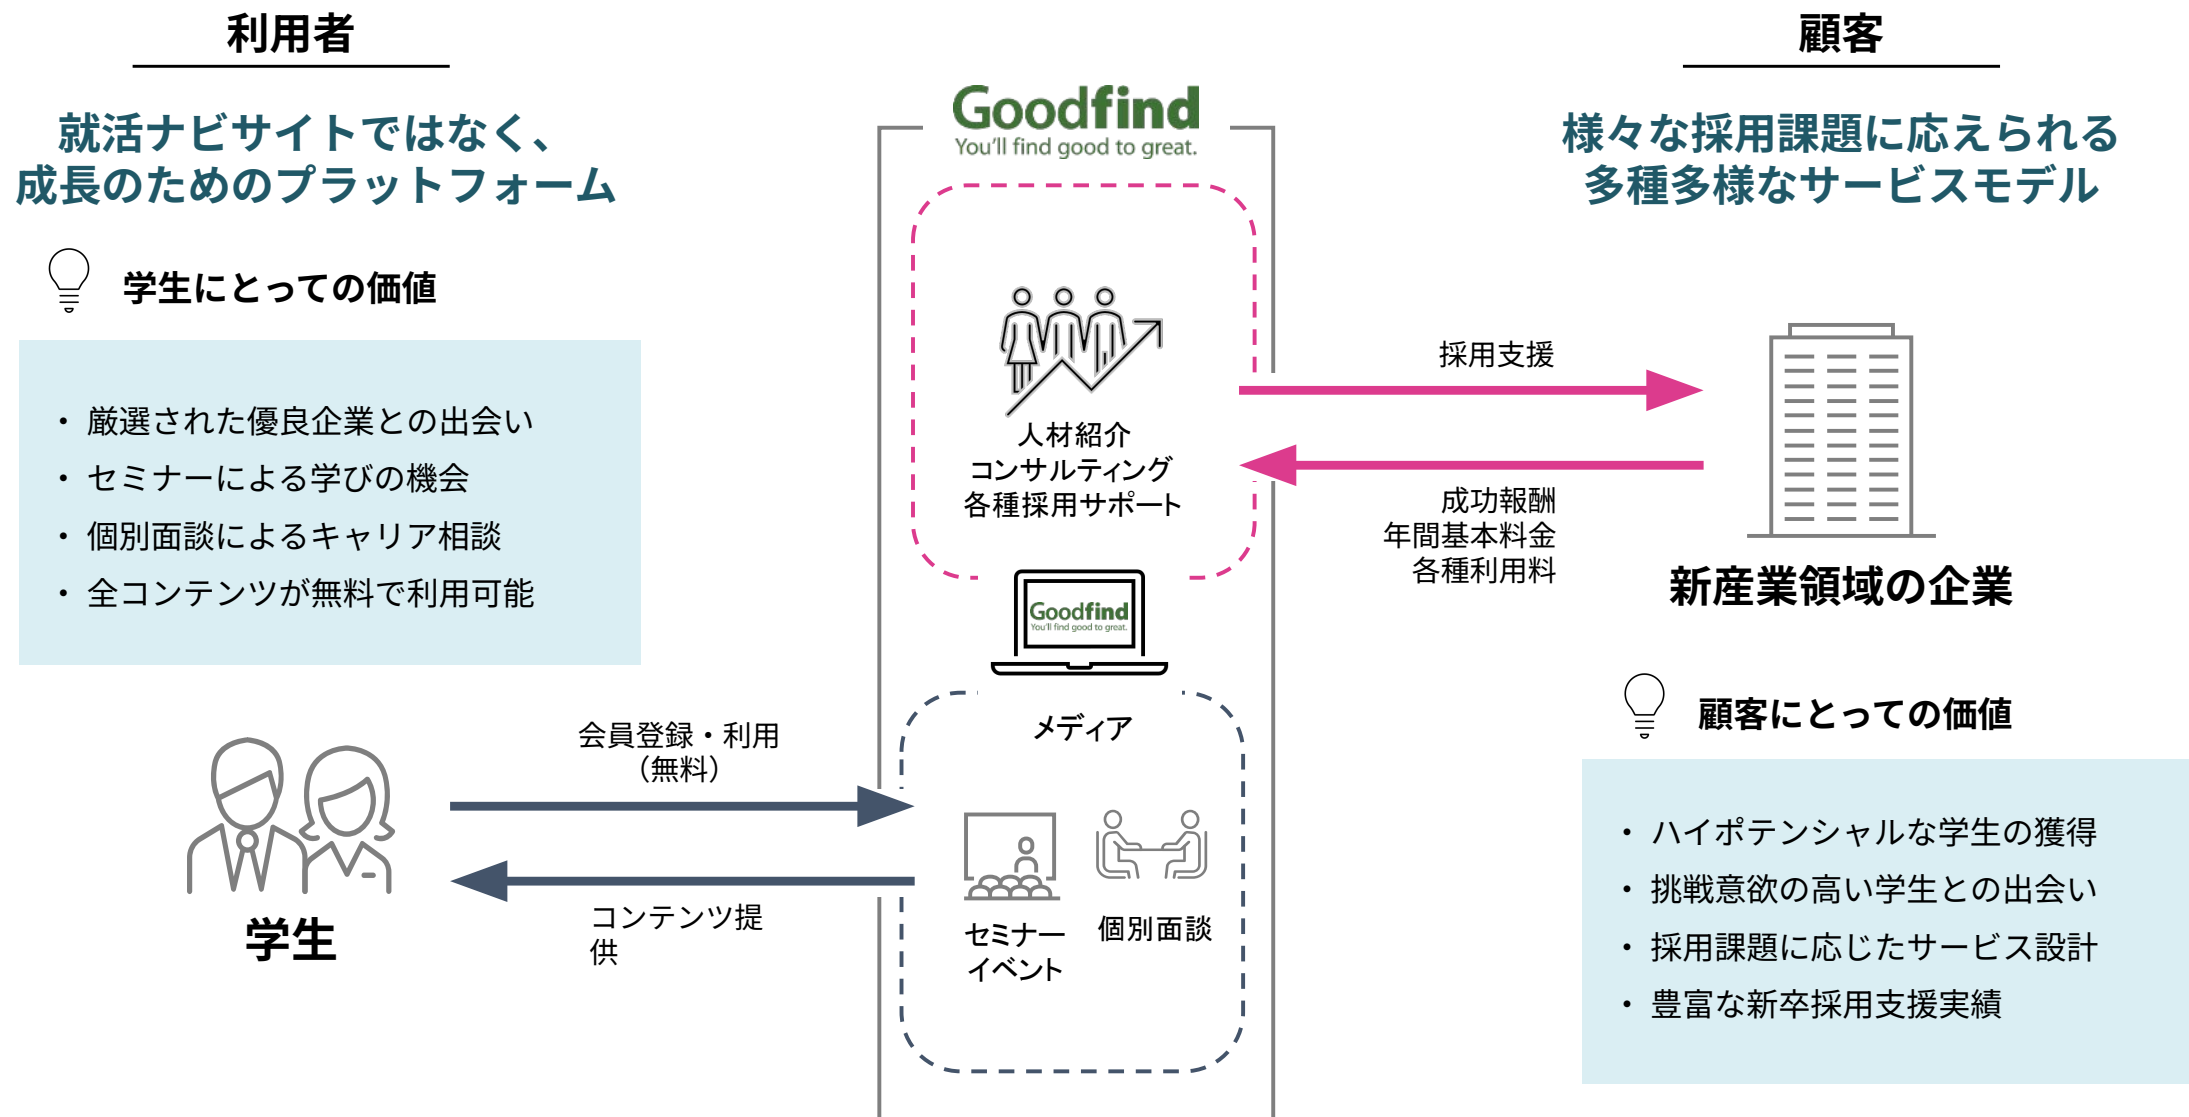 利用者
就活ナビサイトではなく、
成長のためのプラットフォーム
学生にとっての価値
・ 厳選された優良企業との出会い
・ セミナーによる学びの機会
・ 個別面談によるキャリア相談
・ 全コンテンツが無料で利用可能
学生
会員登録・利用
（無料）
コンテンツ提
供
Goodfind
You'll find good to great.
人材紹介
コンサルティング
各種採用サポート
Goodfind
You'll find good to great.
メディア
セミナー
イベント
個別面談
採用支援
成功報酬
年間基本料金
各種利用料
顧客
様々な採用課題に応えられる
多種多様なサービスモデル
新産業領域の企業
顧客にとっての価値
・ ハイポテンシャルな学生の獲得
・ 挑戦意欲の高い学生との出会い
・ 採用課題に応じたサービス設計
・ 豊富な新卒採用支援実績